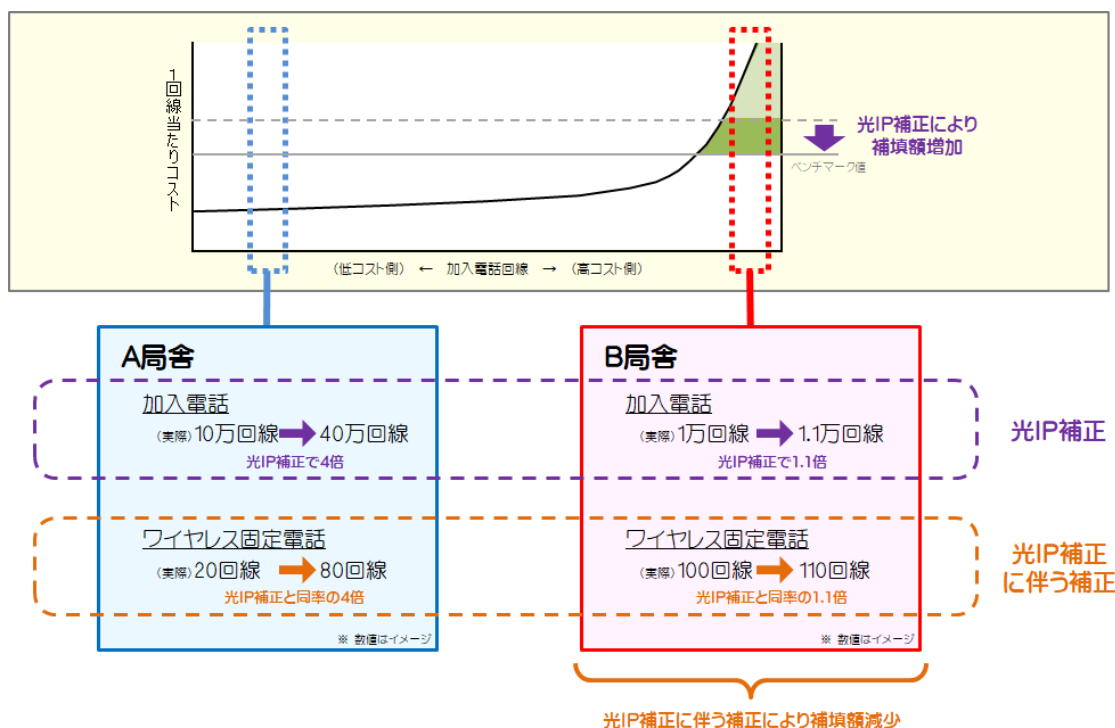 1回線当たりコスト
光IP補正により
補填額増加
ベンチマーク値
(低コスト側) ← 加入電話回線 → (高コスト側)
A局舎
加入電話
(実際)10万回線 40万回線
光IP補正で4倍
ワイヤレス固定電話
(実際)20回線 80回線
光IP補正と同率の4倍
※ 数値はイメージ
B局舎
加入電話
(実際)1万回線 1.1万回線
光IP補正で1.1倍
ワイヤレス固定電話
(実際)100回線 110回線
光IP補正と同率の1.1倍
※ 数値はイメージ
光IP補正
光IP補正
に伴う補正
光IP補正に伴う補正により補填額減少